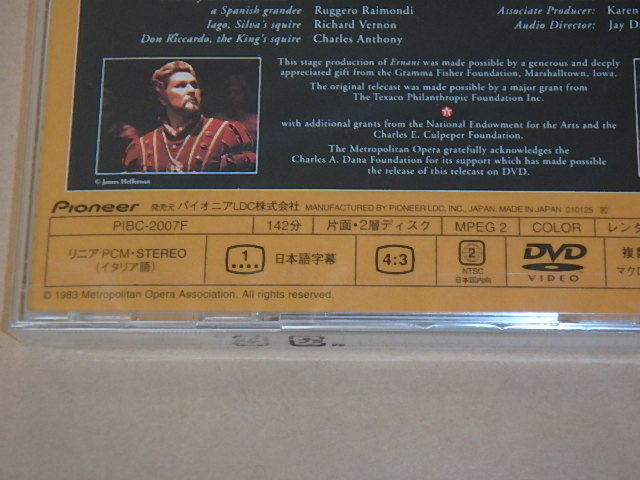 a Spanish grandee Ruggero Raimondi
Iago, Silva's squire Richard Vernon
Don Riccardo, the King's squire Charles Anthony
Associate Producer: Karen
Audio Director: Jay D
This stage production of Ernani was made possible by a generous and deeply
appreciated gift from the Gramma Fisher Foundation, Marshalltown, Iowa.
The original telecast was made possible by a major grant from
The Texaco Philanthropic Foundation Inc.
with additional grants from the National Endowment for the Arts and the
Charles E. Culpeper Foundation.
The Metropolitan Opera gratefully acknowledges the
Charles A. Dana Foundation for its support which has made possible
the release of this telecast on DVD.
© James Heffernan
Pioneer 発売元 パイオニアLDC株式会社 MANUFACTURED BY PIONEER LDC, INC., JAPAN. MADE IN JAPAN 010125
PIBC-2007F 142分 片面・2層ディスク MPEG 2 COLOR レンタ
リニア PCM・STEREO
(イタリア語)
1 日本語字幕
4:3
2
NTSC
日本国内向
DVD
VIDEO
複製
マクロ
© 1983 Metropolitan Opera Association. All rights reserved.